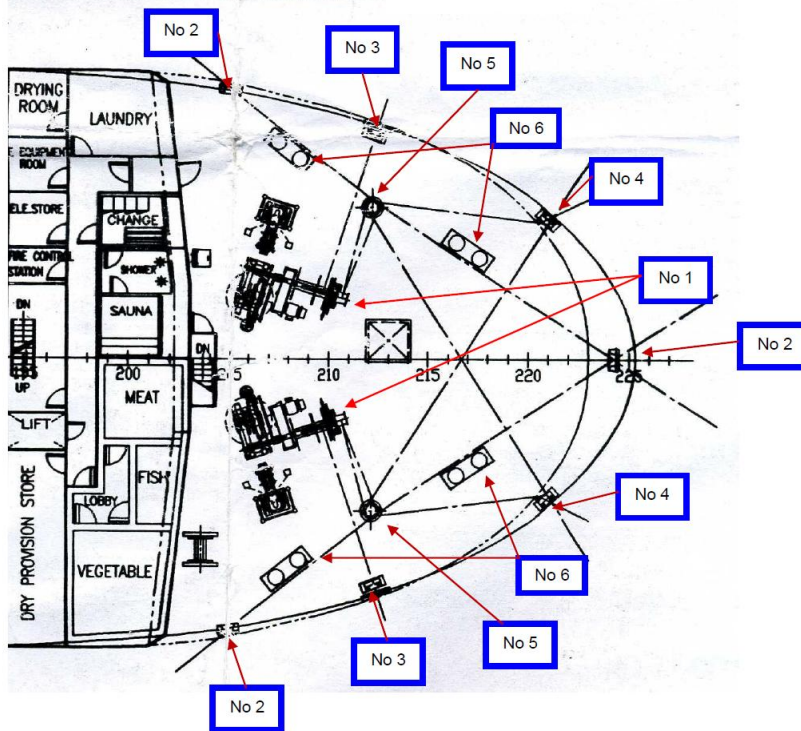 No 2
No 3
No 5
No 6
No 4
No 1
No 2
No 4
No 6
No 5
No 3
No 2
DRYING
ROOM
LAUNDRY
EQUIPMENT
ROOM
ELE.STORE
CHANGE
FIRE CONTROL
STATION
SHOWER
DN
SAUNA
DN
UP
200
205
210
215
220
225
MEAT
LIFT
FISH
LOBBY
VEGETABLE
DRY PROVISION STORE